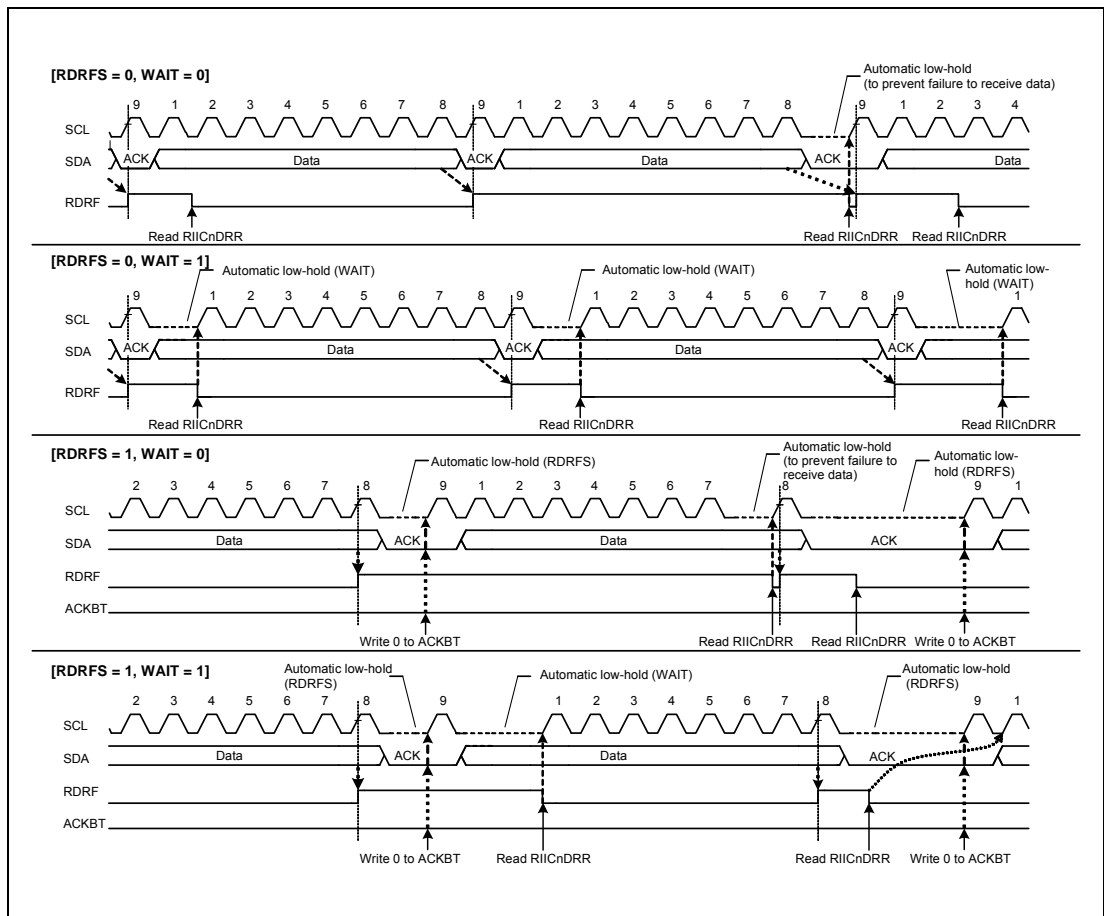 [RDRFS = 0, WAIT = 0]
Automatic low-hold
(to prevent failure to receive data)
9 1 2 3 4 5 6 7 8 9 1 2 3 4 5 6 7 8 9 1 2 3 4
SCL
SDA ACK Data ACK Data ACK Data
RDRF
Read RIICnDRR Read RIICnDRR Read RIICnDRR
[RDRFS = 0, WAIT = 1]
Automatic low-hold (WAIT) Automatic low-hold (WAIT) Automatic low-
hold (WAIT)
9 1 2 3 4 5 6 7 8 9 1 2 3 4 5 6 7 8 9 1
SCL
SDA ACK Data ACK Data ACK
RDRF
Read RIICnDRR Read RIICnDRR Read RIICnDRR
[RDRFS = 1, WAIT = 0]
Automatic low-hold (RDRFS) Automatic low-hold
(to prevent failure to
receive data) Automatic low-
hold (RDRFS)
2 3 4 5 6 7 8 9 1 2 3 4 5 6 7 8 9 1
SCL
SDA Data ACK Data ACK
RDRF
ACKBT
Write 0 to ACKBT Read RIICnDRR Read RIICnDRR Write 0 to ACKBT
[RDRFS = 1, WAIT = 1]
Automatic low-hold
(RDRFS) Automatic low-hold (WAIT) Automatic low-hold
(RDRFS)
2 3 4 5 6 7 8 9 1 2 3 4 5 6 7 8 9 1
SCL
SDA Data ACK Data ACK
RDRF
ACKBT
Write 0 to ACKBT Read RIICnDRR Read RIICnDRR Write 0 to ACKBT